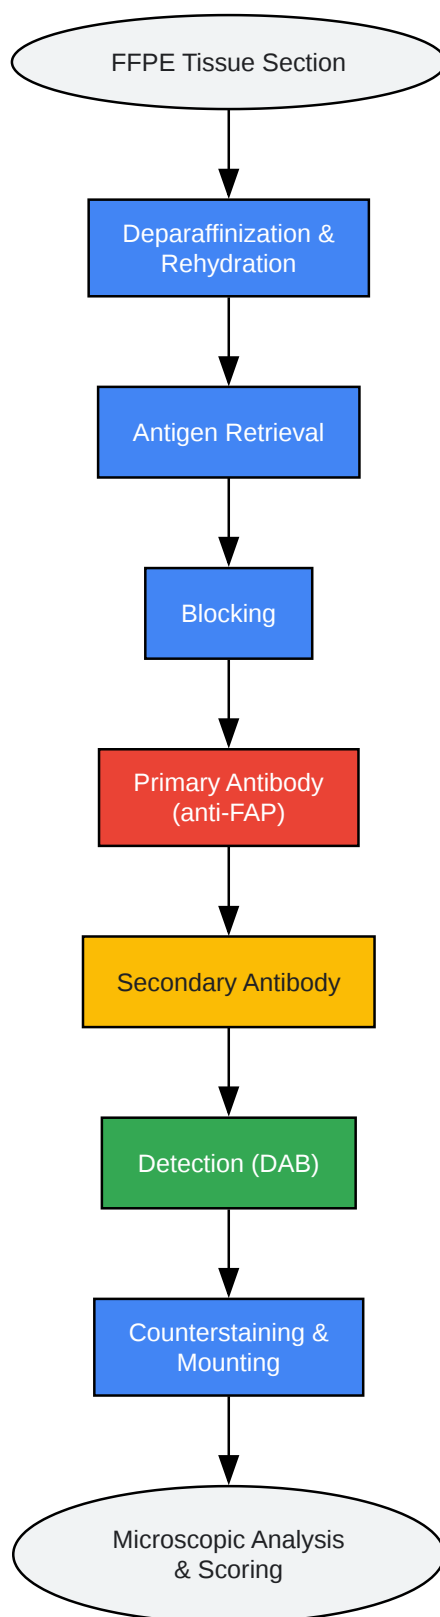 FFPE Tissue Section
Deparaffinization &
Rehydration
Antigen Retrieval
Blocking
Primary Antibody
(anti-FAP)
Secondary Antibody
Detection (DAB)
Counterstaining &
Mounting
Microscopic Analysis
& Scoring